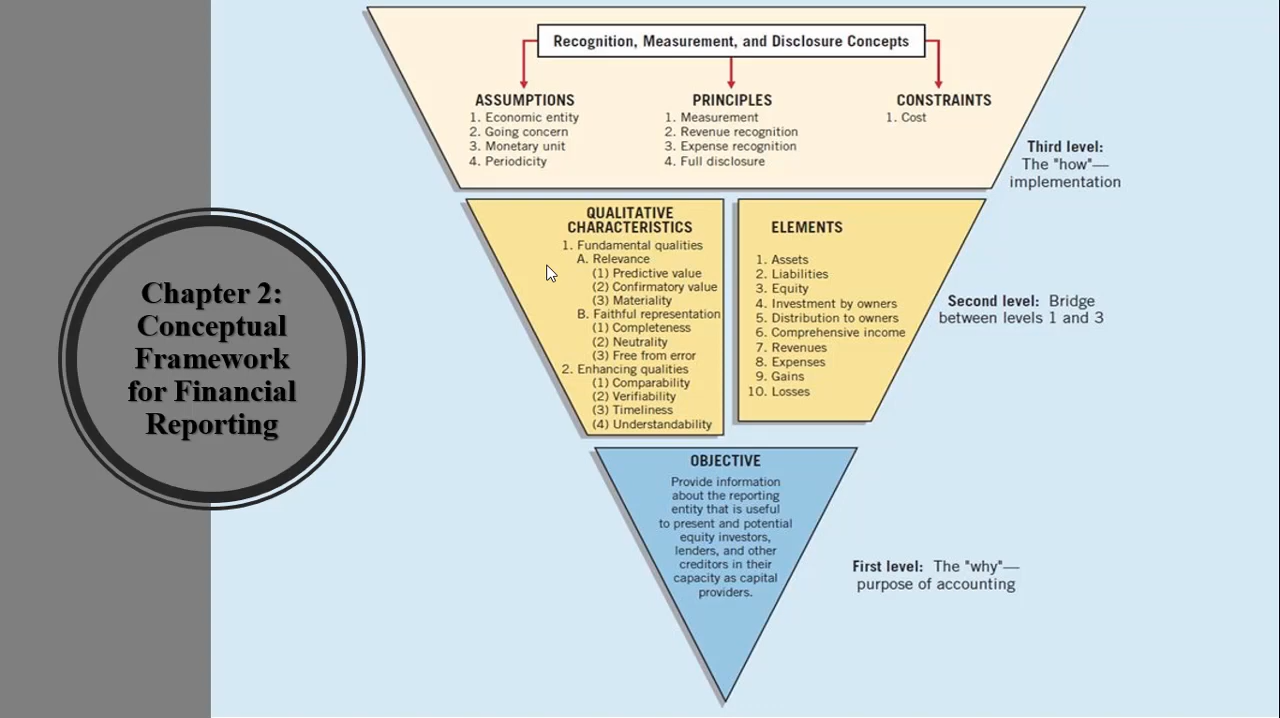 Chapter 2:
Conceptual
Framework
for Financial
Reporting
Recognition, Measurement, and Disclosure Concepts
ASSUMPTIONS
1. Economic entity
2. Going concern
3. Monetary unit
4. Periodicity
PRINCIPLES
1. Measurement
2. Revenue recognition
3. Expense recognition
4. Full disclosure
CONSTRAINTS
1. Cost
Third level:
The "how"—
implementation
QUALITATIVE
CHARACTERISTICS
1. Fundamental qualities
A. Relevance
(1) Predictive value
(2) Confirmatory value
(3) Materiality
B. Faithful representation
(1) Completeness
(2) Neutrality
(3) Free from error
2. Enhancing qualities
(1) Comparability
(2) Verifiability
(3) Timeliness
(4) Understandability
ELEMENTS
1. Assets
2. Liabilities
3. Equity
4. Investment by owners
5. Distribution to owners
6. Comprehensive income
7. Revenues
8. Expenses
9. Gains
10. Losses
Second level: Bridge
between levels 1 and 3
OBJECTIVE
Provide information
about the reporting
entity that is useful
to present and potential
equity investors,
lenders, and other
creditors in their
capacity as capital
providers.
First level: The "why"—
purpose of accounting